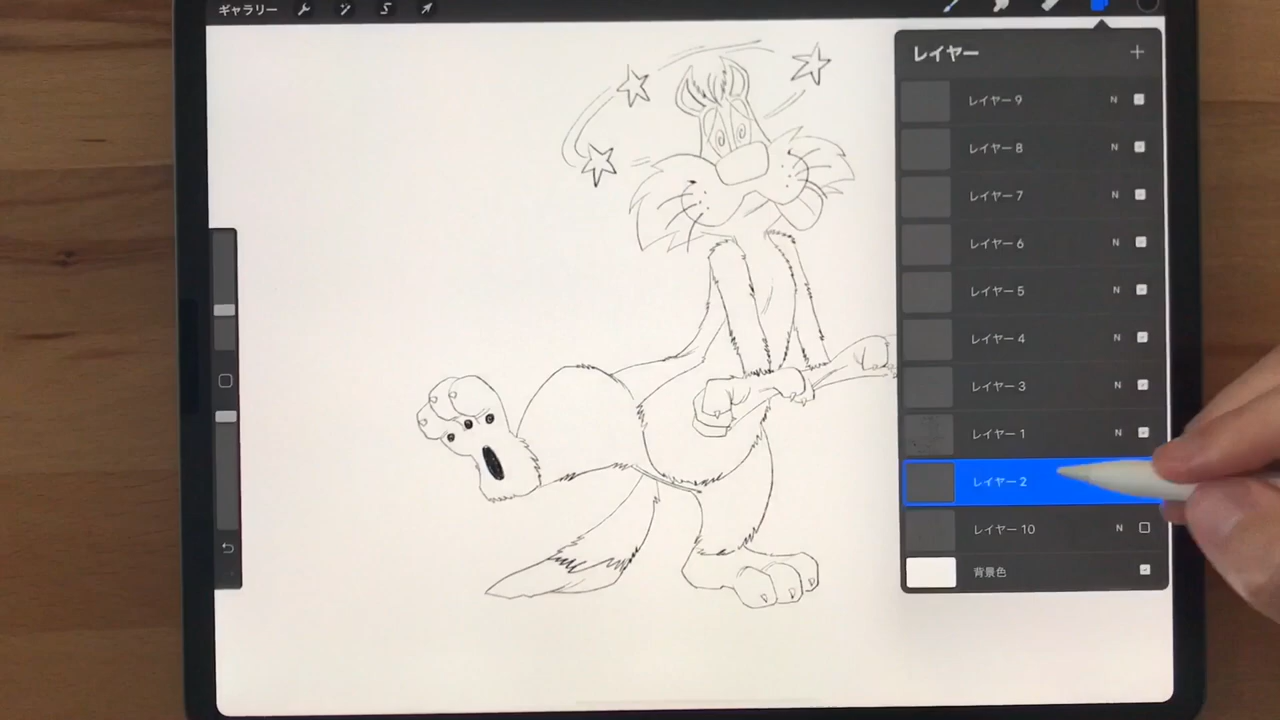 ギャラリー
レイヤー
レイヤー 9 N
レイヤー 8 N
レイヤー 7 N
レイヤー 6 N
レイヤー 5 N
レイヤー 4 N
レイヤー 3 N
レイヤー 1 N
レイヤー 2
レイヤー 10 N
背景色